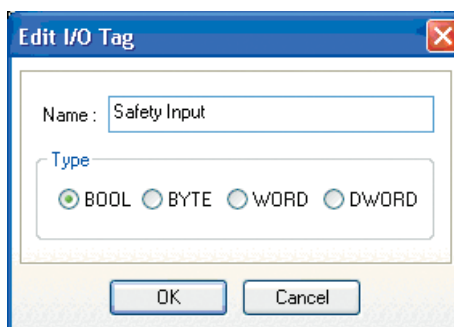 Edit I/O Tag
Name : Safety Input
Type
BOOL BYTE WORD DWORD
OK Cancel